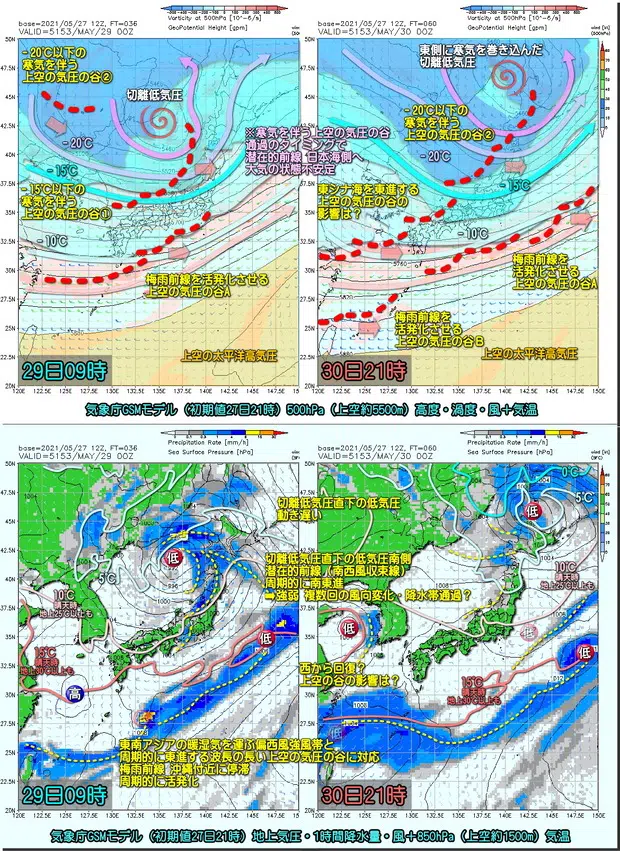 -400 -300 -200 -100 0 100 200 300 400
Vorticity at 500hPa [10^-6/s]
base=2021/05/27 12Z, FT=036
GeoPotential Height [gpm]
VALID=5153/MAY/29 00Z
-20℃以下の
寒気を伴う
上空の気圧の谷②
切離低気圧
-20℃
-15℃
-15℃以下の
寒気を伴う
上空の気圧の谷①
-10℃
※寒気を伴う上空の気圧の谷
通過のタイミングで
潜在的前線 日本海側へ
大気の状態不安定
梅雨前線を活発化させる
上空の気圧の谷A
上空の太平洋高気圧
29日09時
Vorticity at 500hPa [10^-6/s]
base=2021/05/27 12Z, FT=060
GeoPotential Height [gpm]
VALID=5153/MAY/30 00Z
東側に寒気を巻き込んだ
切離低気圧
-20℃以下の
寒気を伴う
上空の気圧の谷②
-20℃
-15℃
東シナ海を東進する
上空の気圧の谷の
影響は?
-10℃
5760
5820
梅雨前線を
活発化させる
上空の気圧の谷A
梅雨前線を
活発化させる
上空の気圧の谷B
上空の太平洋高気圧
30日21時
気象庁GSMモデル (初期値27日21時) 500hPa (上空約5500m) 高度・渦度・風+気温
Precipitation Rate [mm/h]
base=2021/05/27 12Z, FT=036
Sea Surface Pressure [hPa]
VALID=5153/MAY/29 00Z
切離低気圧直下の低気圧
動き遅い
低
5℃
10℃
晴天時
地上25℃以上も
切離低気圧直下の低気圧南側
潜在的前線 (南西風収束線)
周期的に南東進
➡強弱 複数回の風向変化・降水帯通過?
15℃
晴天時
地上30℃以上も
低
高
東南アジアの暖湿気を運ぶ偏西風強風帯と
周期的に東進する波長の長い上空の気圧の谷に対応
梅雨前線 沖縄付近に停滞
周期的に活発化
29日09時
Precipitation Rate [mm/h]
base=2021/05/27 12Z, FT=060
Sea Surface Pressure [hPa]
VALID=5153/MAY/30 00Z
0℃
5℃
低
10℃
晴天時
地上25℃以上も
1008
低
低
低
西から回復?
上空の谷の影響は?
15℃
晴天時
地上30℃以上も
1012
1008
低
30日21時
気象庁GSMモデル (初期値27日21時) 地上気圧・1時間降水量・風+850hPa (上空約1500m) 気温